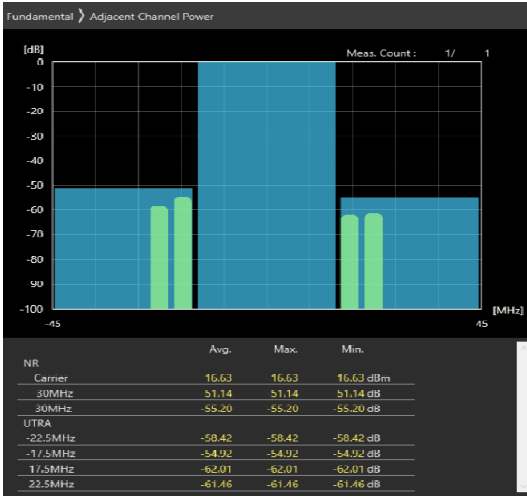 Fundamental ❯ Adjacent Channel Power
[dB] Meas. Count : 1/ 1
0
-10
-20
-30
-40
-50
-60
-70
-80
90
-100 [MHz]
-45 45
Avg. Max. Min.
NR
Carrier 16.63 16.63 16.63 dBm
30MHz 51.14 51.14 51.14 dB
30MHz -55.20 -55.20 -55.20 dB
UTRA
-22.5MHz -58.42 -58.42 -58.42 dB
-17.5MHz -54.92 -54.92 -54.92 dB
17.5MHz -62.01 -62.01 -62.01 dB
22.5MHz -61.46 -61.46 -61.46 dB